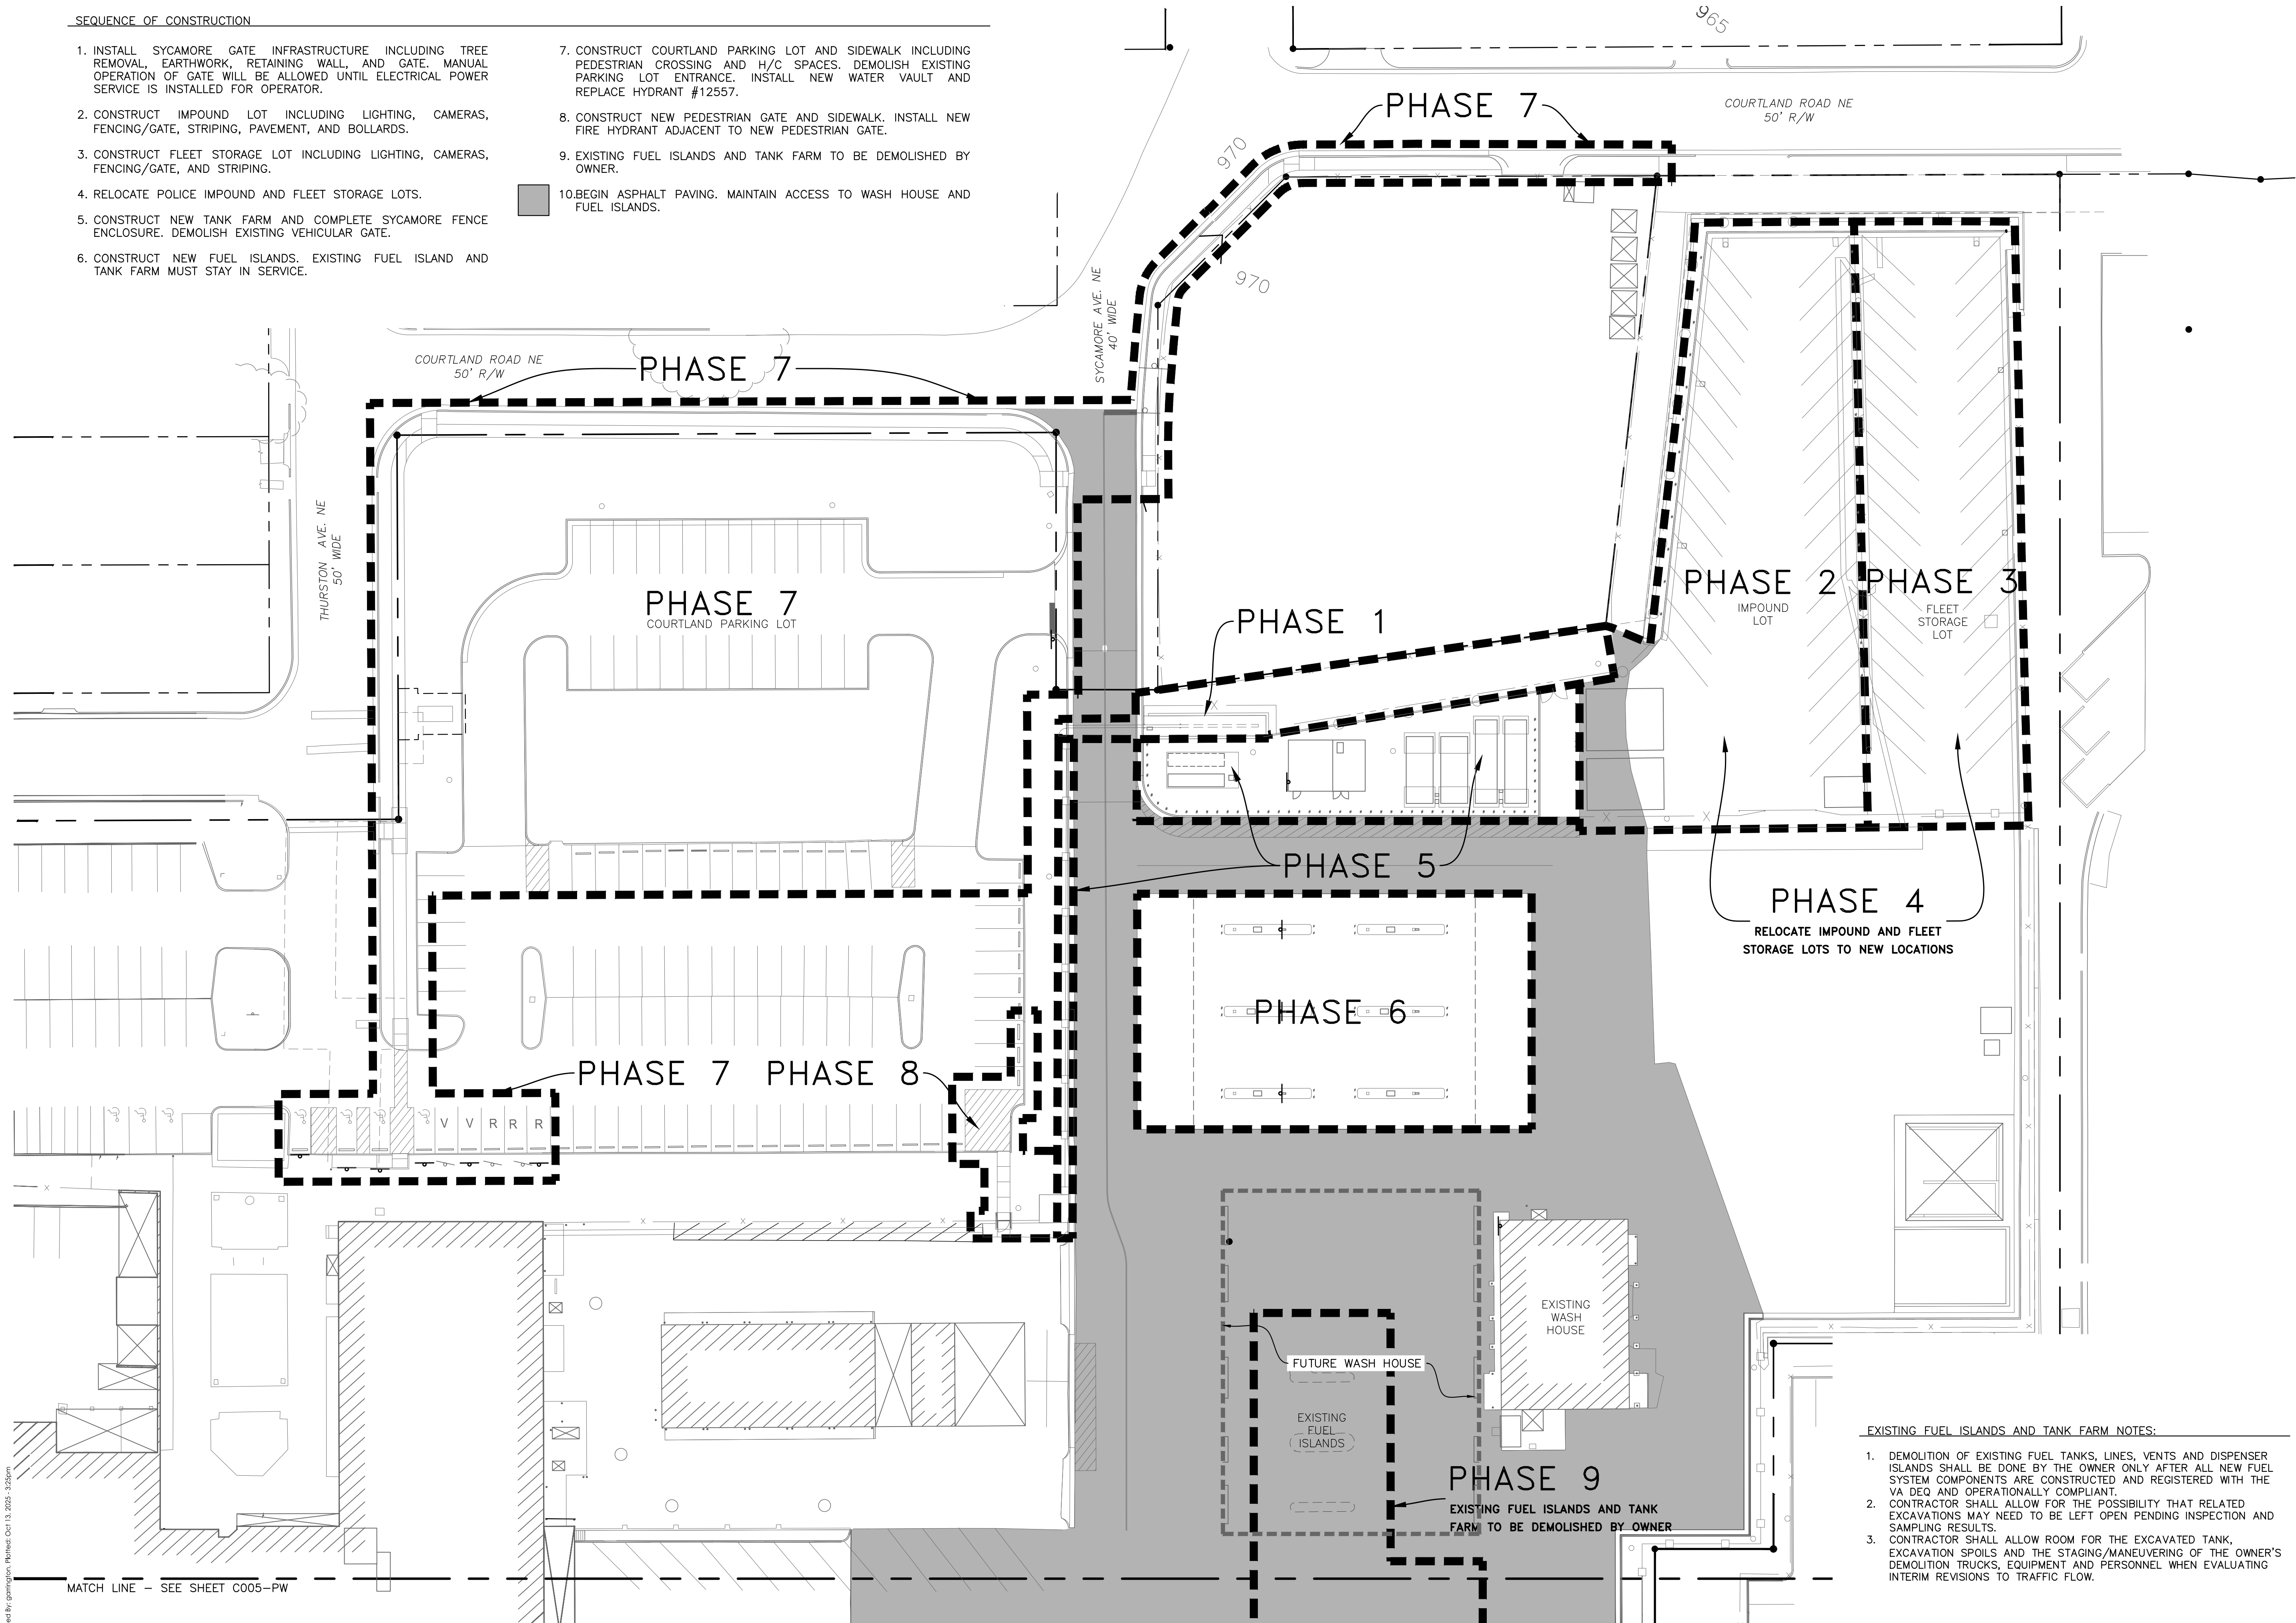 SEQUENCE OF CONSTRUCTION
1. INSTALL SYCAMORE GATE INFRASTRUCTURE INCLUDING TREE
REMOVAL, EARTHWORK, RETAINING WALL, AND GATE. MANUAL
OPERATION OF GATE WILL BE ALLOWED UNTIL ELECTRICAL POWER
SERVICE IS INSTALLED FOR OPERATOR.
2. CONSTRUCT IMPOUND LOT INCLUDING LIGHTING, CAMERAS,
FENCING/GATE, STRIPING, PAVEMENT, AND BOLLARDS.
3. CONSTRUCT FLEET STORAGE LOT INCLUDING LIGHTING, CAMERAS,
FENCING/GATE, AND STRIPING.
4. RELOCATE POLICE IMPOUND AND FLEET STORAGE LOTS.
5. CONSTRUCT NEW TANK FARM AND COMPLETE SYCAMORE FENCE
ENCLOSURE. DEMOLISH EXISTING VEHICULAR GATE.
6. CONSTRUCT NEW FUEL ISLANDS. EXISTING FUEL ISLAND AND
TANK FARM MUST STAY IN SERVICE.
7. CONSTRUCT COURTLAND PARKING LOT AND SIDEWALK INCLUDING
PEDESTRIAN CROSSING AND H/C SPACES. DEMOLISH EXISTING
PARKING LOT ENTRANCE. INSTALL NEW WATER VAULT AND
REPLACE HYDRANT #12557.
8. CONSTRUCT NEW PEDESTRIAN GATE AND SIDEWALK. INSTALL NEW
FIRE HYDRANT ADJACENT TO NEW PEDESTRIAN GATE.
9. EXISTING FUEL ISLANDS AND TANK FARM TO BE DEMOLISHED BY
OWNER.
10.BEGIN ASPHALT PAVING. MAINTAIN ACCESS TO WASH HOUSE AND
FUEL ISLANDS.
965
PHASE 7
COURTLAND ROAD NE
50' R/W
970
970
SYCAMORE AVE. NE
40' WIDE
COURTLAND ROAD NE
50' R/W
PHASE 7
THURSTON AVE. NE
50' WIDE
PHASE 7
COURTLAND PARKING LOT
PHASE 1
PHASE 2
IMPOUND
LOT
PHASE 3
FLEET
STORAGE
LOT
PHASE 5
PHASE 4
RELOCATE IMPOUND AND FLEET
STORAGE LOTS TO NEW LOCATIONS
PHASE 6
PHASE 7
PHASE 8
V V R R R
EXISTING
WASH
HOUSE
FUTURE WASH HOUSE
EXISTING
FUEL
ISLANDS
PHASE 9
EXISTING FUEL ISLANDS AND TANK
FARM TO BE DEMOLISHED BY OWNER
EXISTING FUEL ISLANDS AND TANK FARM NOTES:
1. DEMOLITION OF EXISTING FUEL TANKS, LINES, VENTS AND DISPENSER
ISLANDS SHALL BE DONE BY THE OWNER ONLY AFTER ALL NEW FUEL
SYSTEM COMPONENTS ARE CONSTRUCTED AND REGISTERED WITH THE
VA DEQ AND OPERATIONALLY COMPLIANT.
2. CONTRACTOR SHALL ALLOW FOR THE POSSIBILITY THAT RELATED
EXCAVATIONS MAY NEED TO BE LEFT OPEN PENDING INSPECTION AND
SAMPLING RESULTS.
3. CONTRACTOR SHALL ALLOW ROOM FOR THE EXCAVATED TANK,
EXCAVATION SPOILS AND THE STAGING/MANEUVERING OF THE OWNER'S
DEMOLITION TRUCKS, EQUIPMENT AND PERSONNEL WHEN EVALUATING
INTERIM REVISIONS TO TRAFFIC FLOW.
MATCH LINE – SEE SHEET C005–PW
ed By: garrington, Plotted: Oct 13, 2025 - 3:25pm